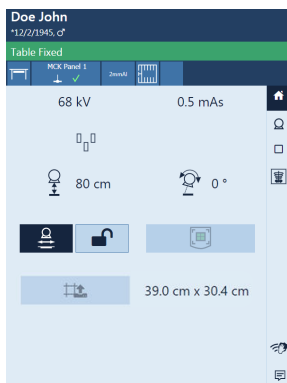 Doe John
*12/2/1945, ♂
Table Fixed
MCK Panel 1
2mmAl
68 kV 0.5 mAs
80 cm 0 °
39.0 cm x 30.4 cm